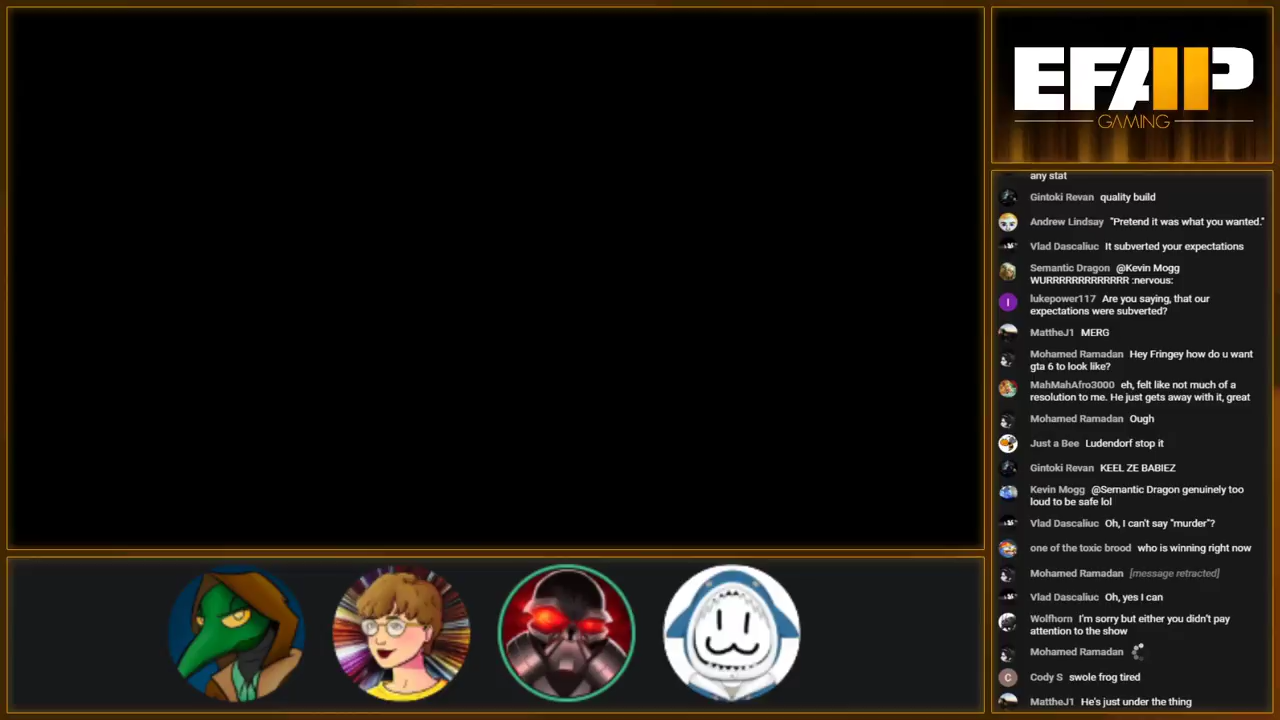 EFAP
GAMING
any stat
Gintoki Revan quality build
Andrew Lindsay "Pretend it was what you wanted."
Vlad Dascaliuc It subverted your expectations
Semantic Dragon @Kevin Mogg
WURRRRRRRRRRRR :nervous:
I
lukepower117 Are you saying, that our
expectations were subverted?
MattheJ1 MERG
Mohamed Ramadan Hey Fringey how do u want
gta 6 to look like?
MahMahAfro3000 eh, felt like not much of a
resolution to me. He just gets away with it, great
Mohamed Ramadan Ough
Just a Bee Ludendorf stop it
Gintoki Revan KEEL ZE BABIEZ
Kevin Mogg @Semantic Dragon genuinely too
loud to be safe lol
Vlad Dascaliuc Oh, I can't say "murder"?
one of the toxic brood who is winning right now
Mohamed Ramadan [message retracted]
Vlad Dascaliuc Oh, yes I can
Wolfhorn I'm sorry but either you didn't pay
attention to the show
Mohamed Ramadan
C
Cody S swole frog tired
MattheJ1 He's just under the thing